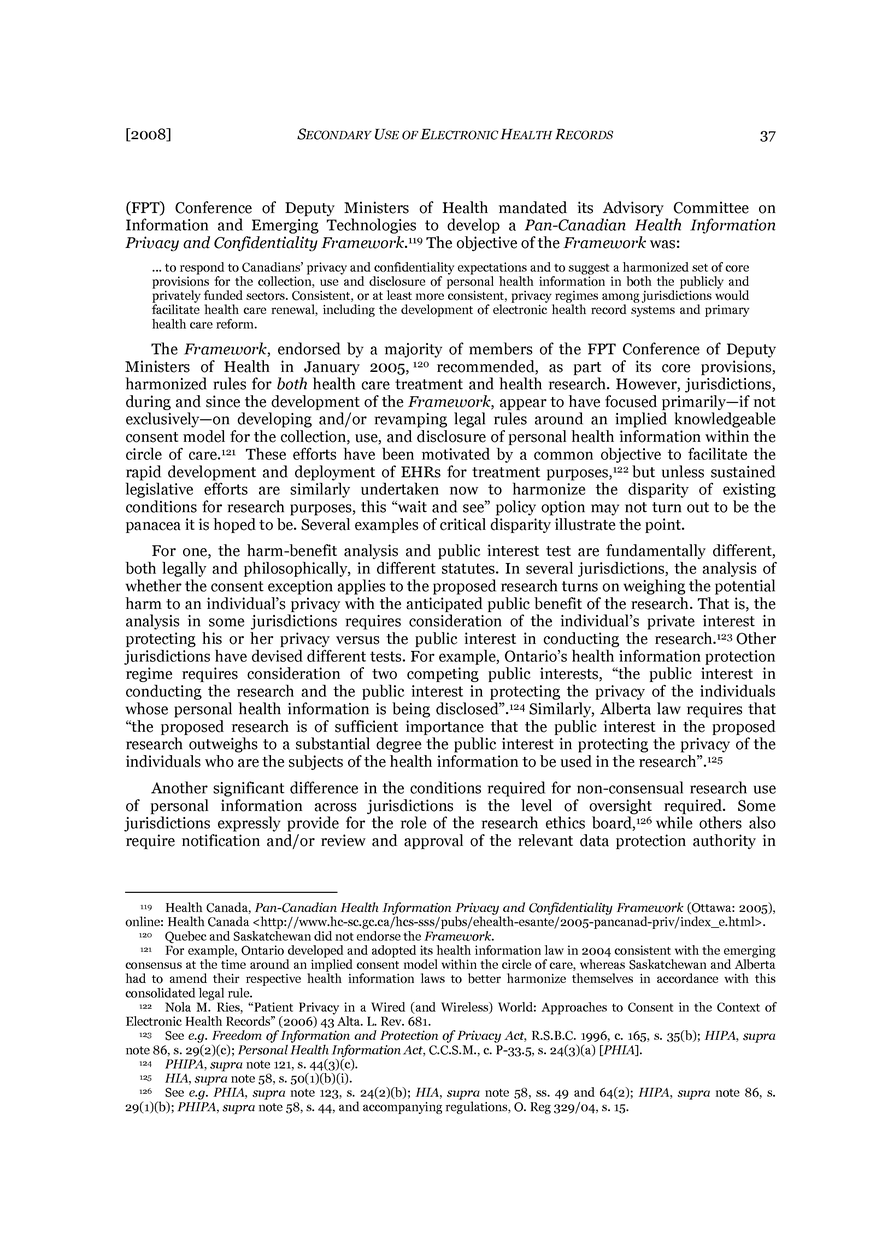 [2008] SECONDARY USE OF ELECTRONIC HEALTH RECORDS 37
(FPT) Conference of Deputy Ministers of Health mandated its Advisory Committee on
Information and Emerging Technologies to develop a Pan-Canadian Health Information
Privacy and Confidentiality Framework.119 The objective of the Framework was:
... to respond to Canadians’ privacy and confidentiality expectations and to suggest a harmonized set of core
provisions for the collection, use and disclosure of personal health information in both the publicly and
privately funded sectors. Consistent, or at least more consistent, privacy regimes among jurisdictions would
facilitate health care renewal, including the development of electronic health record systems and primary
health care reform.
The Framework, endorsed by a majority of members of the FPT Conference of Deputy
Ministers of Health in January 2005,120 recommended, as part of its core provisions,
harmonized rules for both health care treatment and health research. However, jurisdictions,
during and since the development of the Framework, appear to have focused primarily—if not
exclusively—on developing and/or revamping legal rules around an implied knowledgeable
consent model for the collection, use, and disclosure of personal health information within the
circle of care.121 These efforts have been motivated by a common objective to facilitate the
rapid development and deployment of EHRs for treatment purposes,122 but unless sustained
legislative efforts are similarly undertaken now to harmonize the disparity of existing
conditions for research purposes, this “wait and see” policy option may not turn out to be the
panacea it is hoped to be. Several examples of critical disparity illustrate the point.
For one, the harm-benefit analysis and public interest test are fundamentally different,
both legally and philosophically, in different statutes. In several jurisdictions, the analysis of
whether the consent exception applies to the proposed research turns on weighing the potential
harm to an individual’s privacy with the anticipated public benefit of the research. That is, the
analysis in some jurisdictions requires consideration of the individual’s private interest in
protecting his or her privacy versus the public interest in conducting the research.123 Other
jurisdictions have devised different tests. For example, Ontario’s health information protection
regime requires consideration of two competing public interests, “the public interest in
conducting the research and the public interest in protecting the privacy of the individuals
whose personal health information is being disclosed”.124 Similarly, Alberta law requires that
“the proposed research is of sufficient importance that the public interest in the proposed
research outweighs to a substantial degree the public interest in protecting the privacy of the
individuals who are the subjects of the health information to be used in the research”.125
Another significant difference in the conditions required for non-consensual research use
of personal information across jurisdictions is the level of oversight required. Some
jurisdictions expressly provide for the role of the research ethics board,126 while others also
require notification and/or review and approval of the relevant data protection authority in
119 Health Canada, Pan-Canadian Health Information Privacy and Confidentiality Framework (Ottawa: 2005),
online: Health Canada <http://www.hc-sc.gc.ca/hcs-sss/pubs/ehealth-esante/2005-pancanad-priv/index_e.html>.
120 Quebec and Saskatchewan did not endorse the Framework.
121 For example, Ontario developed and adopted its health information law in 2004 consistent with the emerging
consensus at the time around an implied consent model within the circle of care, whereas Saskatchewan and Alberta
had to amend their respective health information laws to better harmonize themselves in accordance with this
consolidated legal rule.
122 Nola M. Ries, “Patient Privacy in a Wired (and Wireless) World: Approaches to Consent in the Context of
Electronic Health Records” (2006) 43 Alta. L. Rev. 681.
123 See e.g. Freedom of Information and Protection of Privacy Act, R.S.B.C. 1996, c. 165, s. 35(b); HIPA, supra
note 86, s. 29(2)(c); Personal Health Information Act, C.C.S.M., c. P-33.5, s. 24(3)(a) [PHIA].
124 PHIPA, supra note 121, s. 44(3)(c).
125 HIA, supra note 58, s. 50(1)(b)(i).
126 See e.g. PHIA, supra note 123, s. 24(2)(b); HIA, supra note 58, ss. 49 and 64(2); HIPA, supra note 86, s.
29(1)(b); PHIPA, supra note 58, s. 44, and accompanying regulations, O. Reg 329/04, s. 15.